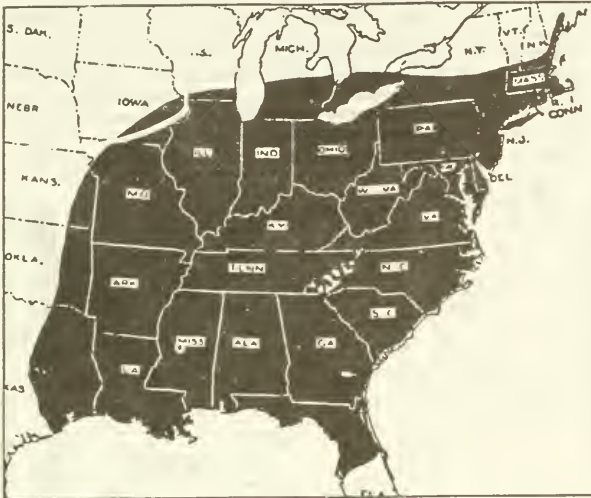 S. DAK.
MICH.
N.Y.
VT.
N.H.
NEBR
IOWA
MASS
R.I
CONN
PA
N.J.
ILL
IND
OHIO
DEL
KANS.
MO
W. VA
VA
KY
OKLA.
TENN
N.C
ARK
S.C
MISS
ALA
GA
LA
FLA